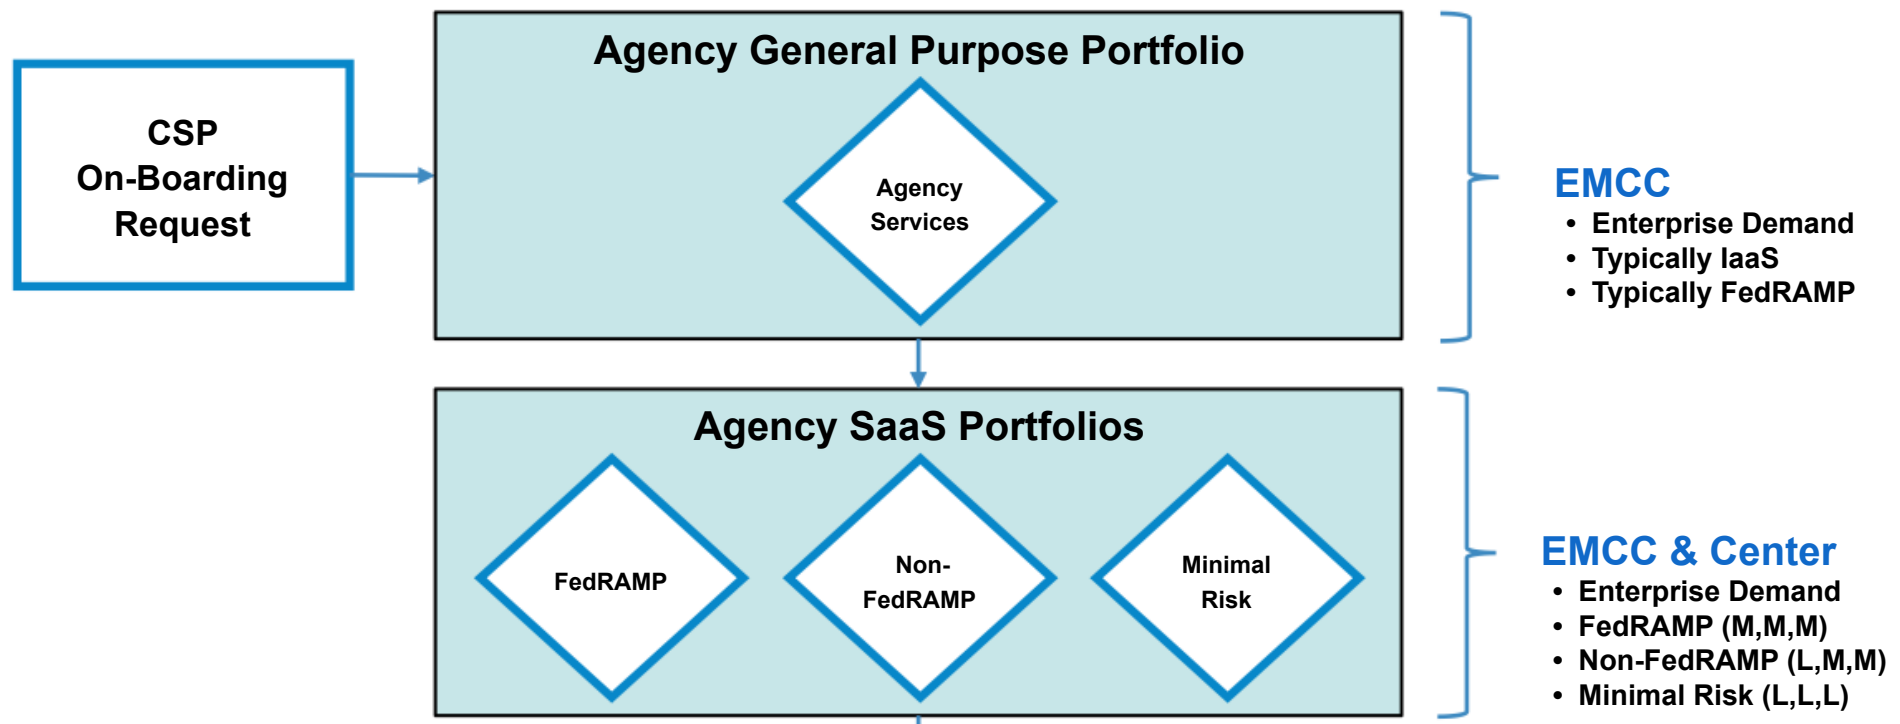 Agency General Purpose Portfolio
CSP
On-Boarding
Request
Agency
Services
EMCC
• Enterprise Demand
• Typically IaaS
• Typically FedRAMP
Agency SaaS Portfolios
FedRAMP
Non-
FedRAMP
Minimal
Risk
EMCC & Center
• Enterprise Demand
• FedRAMP (M,M,M)
• Non-FedRAMP (L,M,M)
• Minimal Risk (L,L,L)